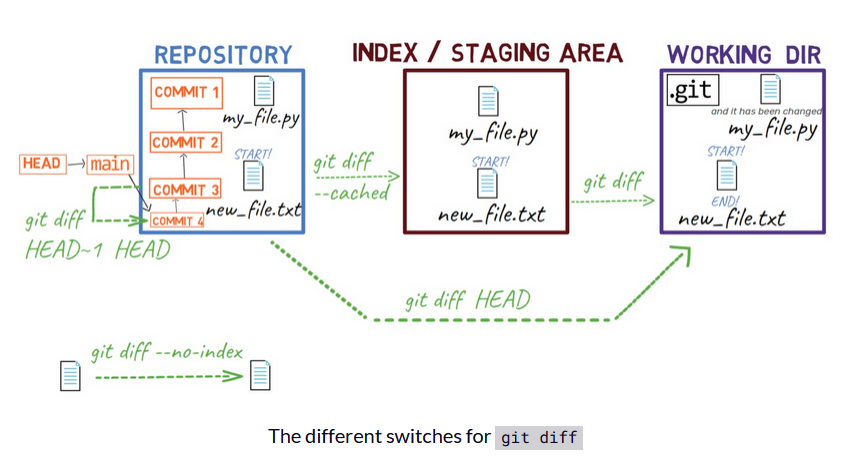 REPOSITORY
INDEX / STAGING AREA
WORKING DIR
COMMIT 1
my_file.py
COMMIT 2
START!
HEAD
main
COMMIT 3
new_file.txt
COMMIT 4
git diff
HEAD~1 HEAD
git diff
--cached
my_file.py
START!
new_file.txt
git diff
.git
and it has been changed
my_file.py
START!
END!
new_file.txt
git diff HEAD
git diff --no-index
The different switches for git diff